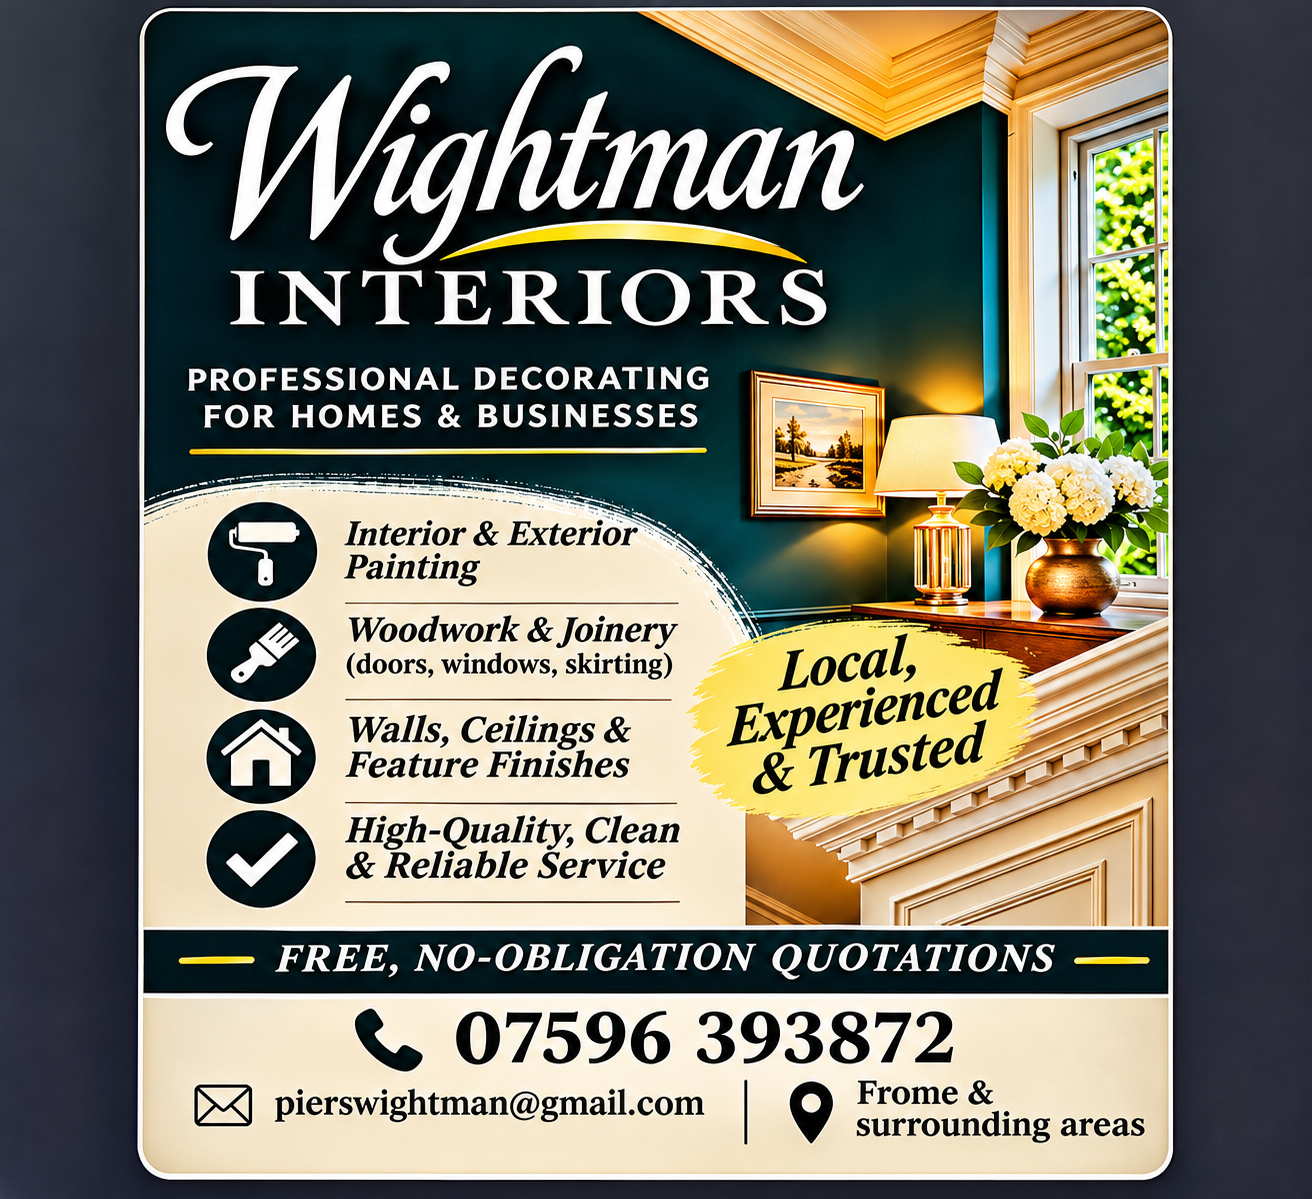 Wightman
INTERIORS
PROFESSIONAL DECORATING
FOR HOMES & BUSINESSES
Interior & Exterior
Painting
Woodwork & Joinery
(doors, windows, skirting)
Walls, Ceilings &
Feature Finishes
High-Quality, Clean
& Reliable Service
Local,
Experienced
& Trusted
FREE, NO-OBLIGATION QUOTATIONS
07596 393872
pierswightman@gmail.com
Frome &
surrounding areas